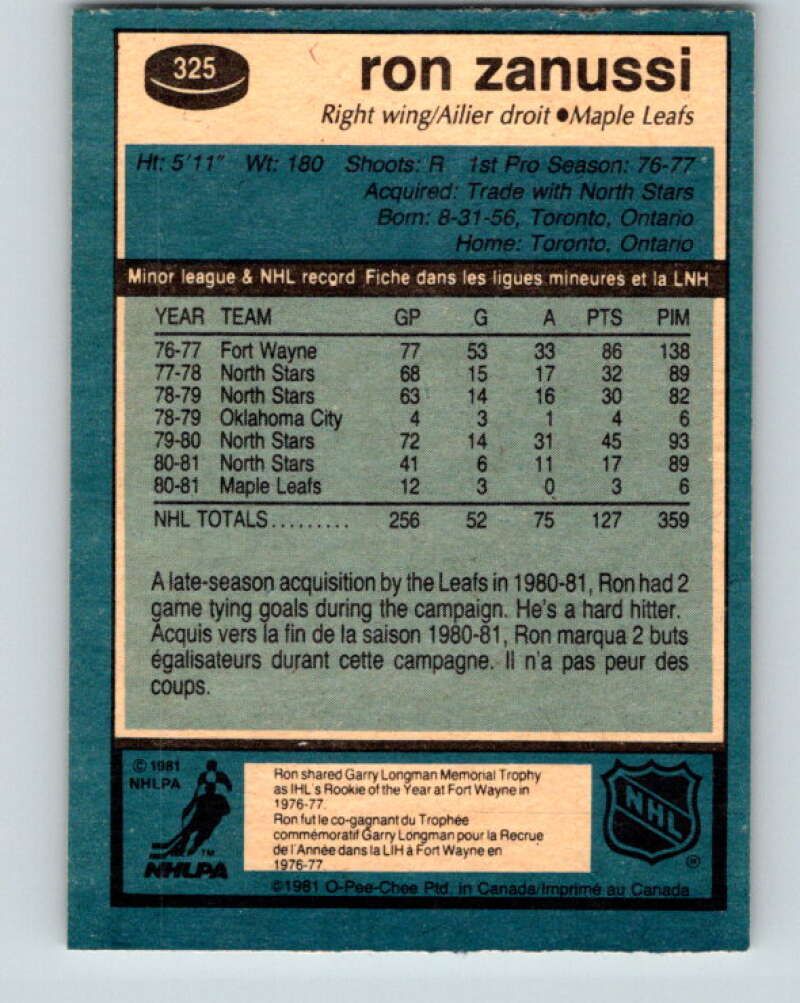 325
ron zanussi
Right wing/Ailier droit ●Maple Leafs
Ht: 5'11" Wt: 180 Shoots: R 1st Pro Season: 76-77
Acquired: Trade with North Stars
Born: 8-31-56, Toronto, Ontario
Home: Toronto, Ontario
Minor league & NHL record Fiche dans les ligues mineures et la LNH
YEAR TEAM GP G A PTS PIM
76-77 Fort Wayne 77 53 33 86 138
77-78 North Stars 68 15 17 32 89
78-79 North Stars 63 14 16 30 82
78-79 Oklahoma City 4 3 1 4 6
79-80 North Stars 72 14 31 45 93
80-81 North Stars 41 6 11 17 89
80-81 Maple Leafs 12 3 0 3 6
NHL TOTALS......... 256 52 75 127 359
A late-season acquisition by the Leafs in 1980-81, Ron had 2
game tying goals during the campaign. He's a hard hitter.
Acquis vers la fin de la saison 1980-81, Ron marqua 2 buts
égalisateurs durant cette campagne. Il n'a pas peur des
coups.
© 1981
NHLPA
TM
NHLPA
Ron shared Garry Longman Memorial Trophy
as IHL's Rookie of the Year at Fort Wayne in
1976-77.
Ron fut le co-gagnant du Trophée
commémoratif Garry Longman pour la Recrue
de l'Année dans la LIH à Fort Wayne en
1976-77
NHL
®
©1981 O-Pee-Chee Ptd. in Canada/Imprimé au Canada